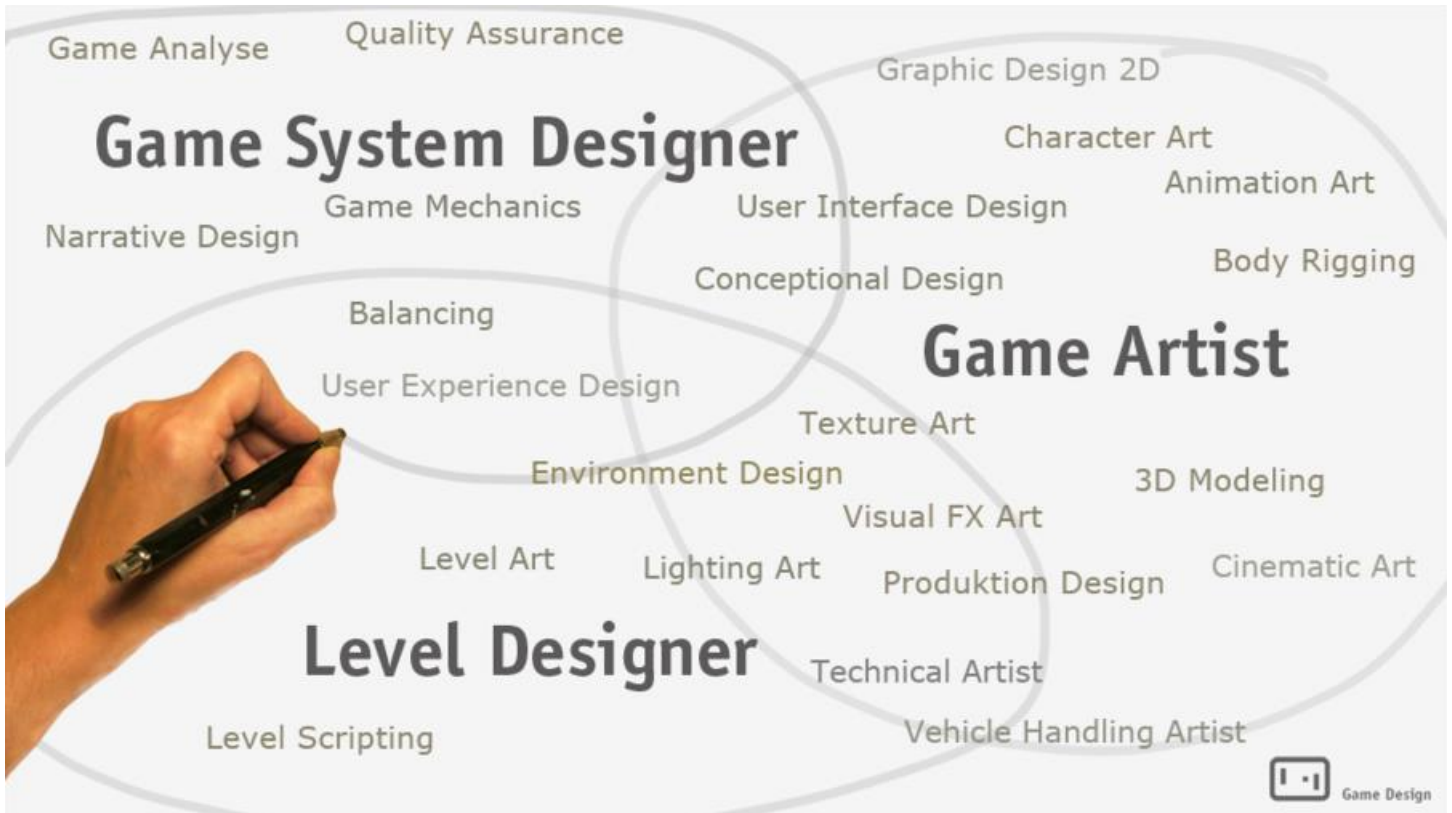 Game Analyse
Quality Assurance
Graphic Design 2D
Game System Designer
Character Art
Animation Art
Game Mechanics
User Interface Design
Narrative Design
Body Rigging
Conceptional Design
Balancing
Game Artist
User Experience Design
Texture Art
Environment Design
3D Modeling
Visual FX Art
Level Art
Lighting Art
Produktion Design
Cinematic Art
Level Designer
Technical Artist
Level Scripting
Vehicle Handling Artist
Game Design